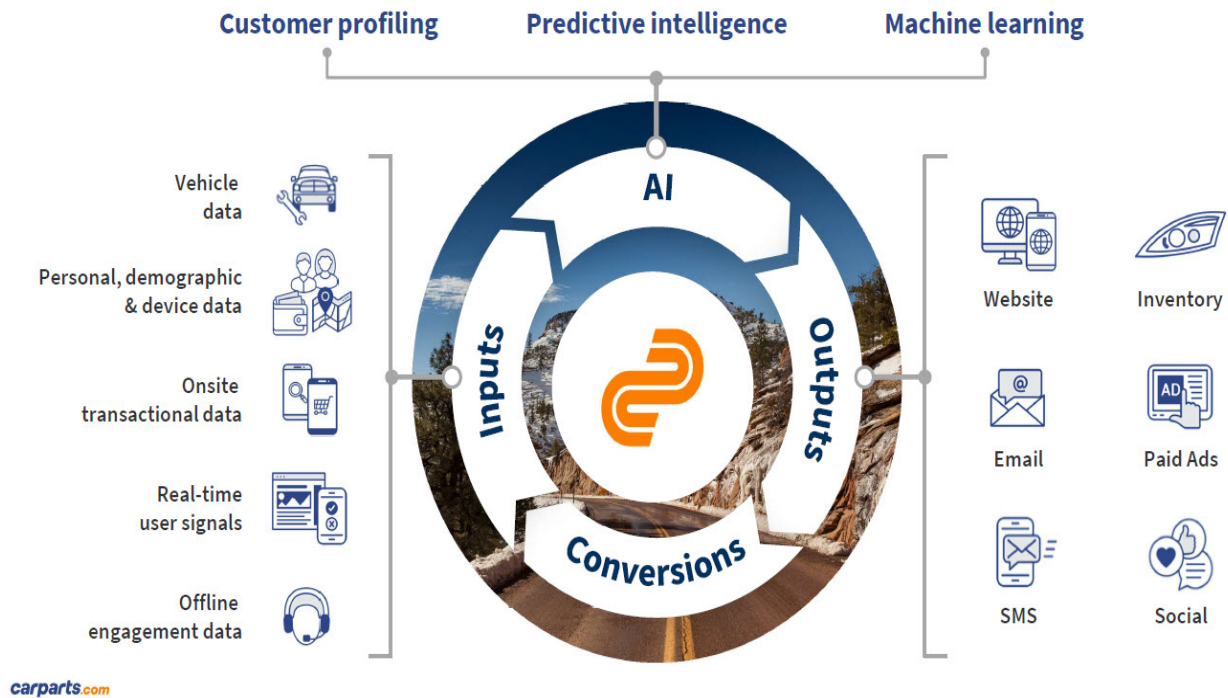 Customer profiling
Predictive intelligence
Machine learning
AI
Inputs
Outputs
Conversions
Vehicle
data
Personal, demographic
& device data
Onsite
transactional data
Real-time
user signals
Offline
engagement data
Website
Inventory
@
Email
AD
Paid Ads
SMS
Social
carparts.com